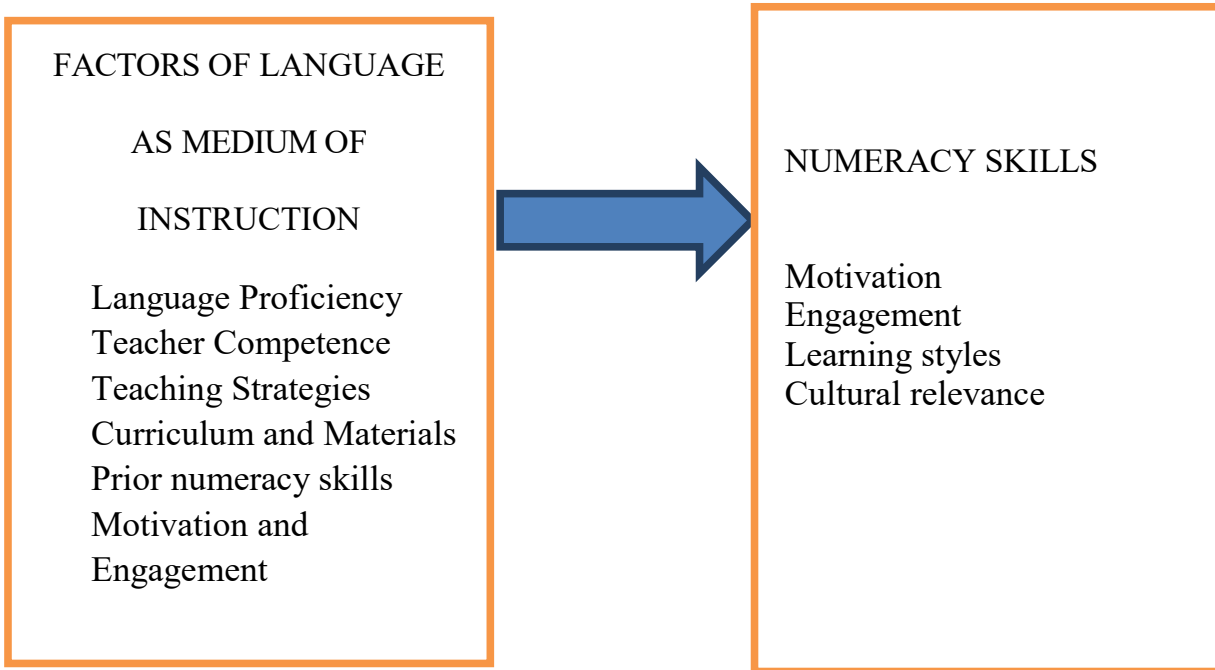 FACTORS OF LANGUAGE
AS MEDIUM OF
INSTRUCTION
Language Proficiency
Teacher Competence
Teaching Strategies
Curriculum and Materials
Prior numeracy skills
Motivation and
Engagement
NUMERACY SKILLS
Motivation
Engagement
Learning styles
Cultural relevance